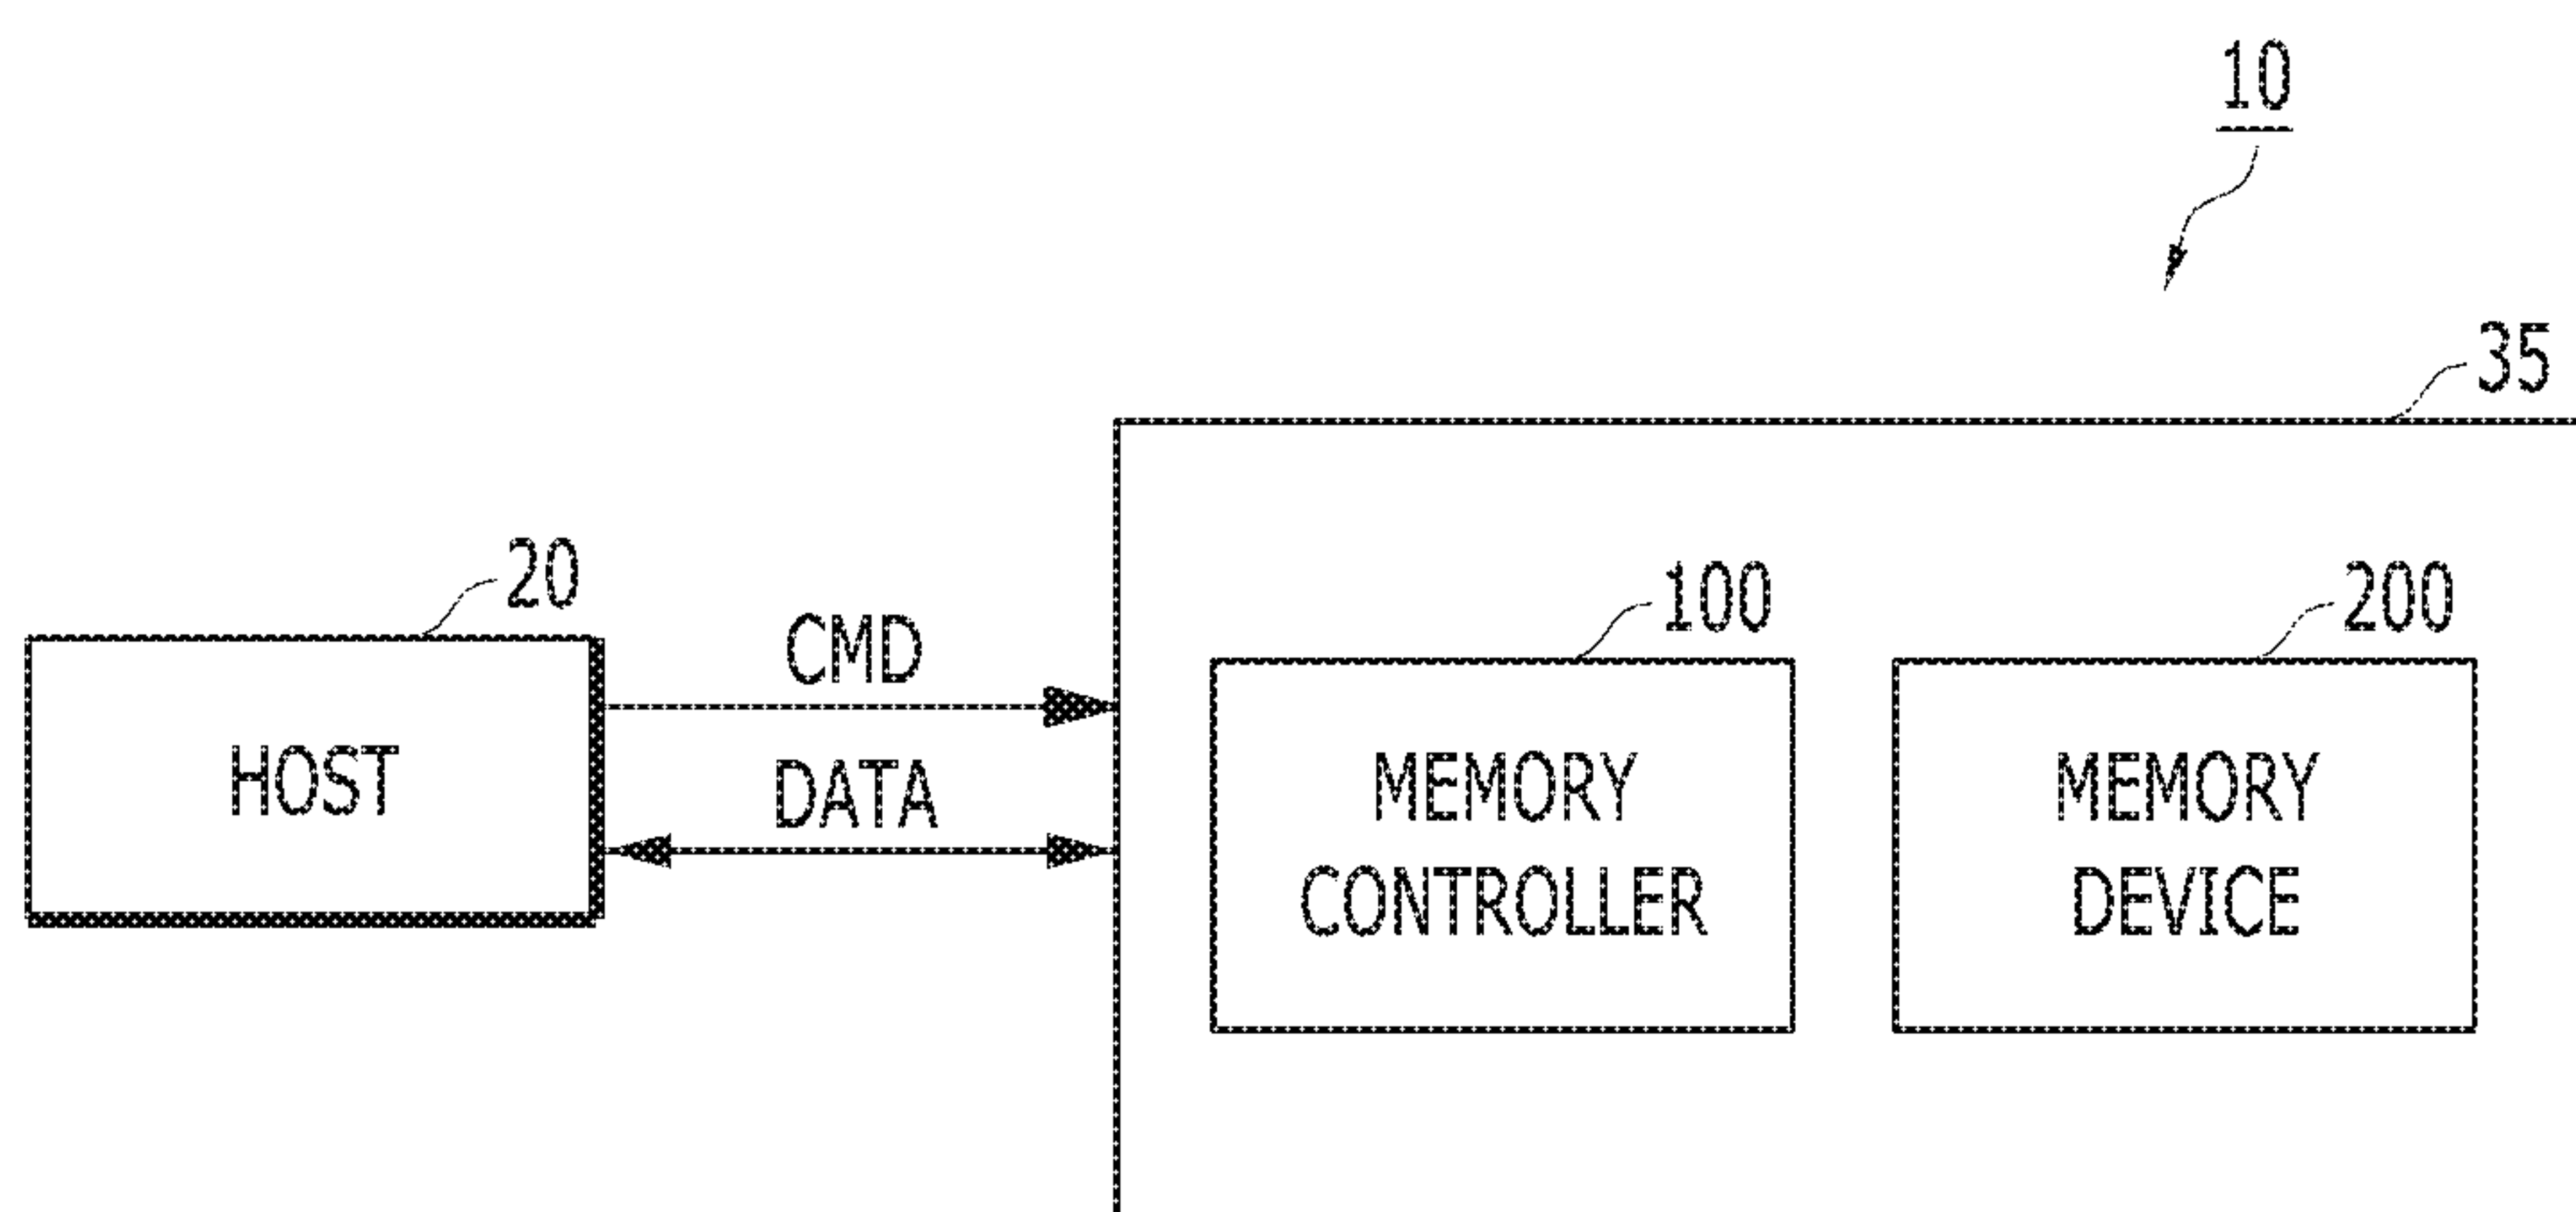 10
35
20
CMD
100
200
HOST
DATA
MEMORY
CONTROLLER
MEMORY
DEVICE